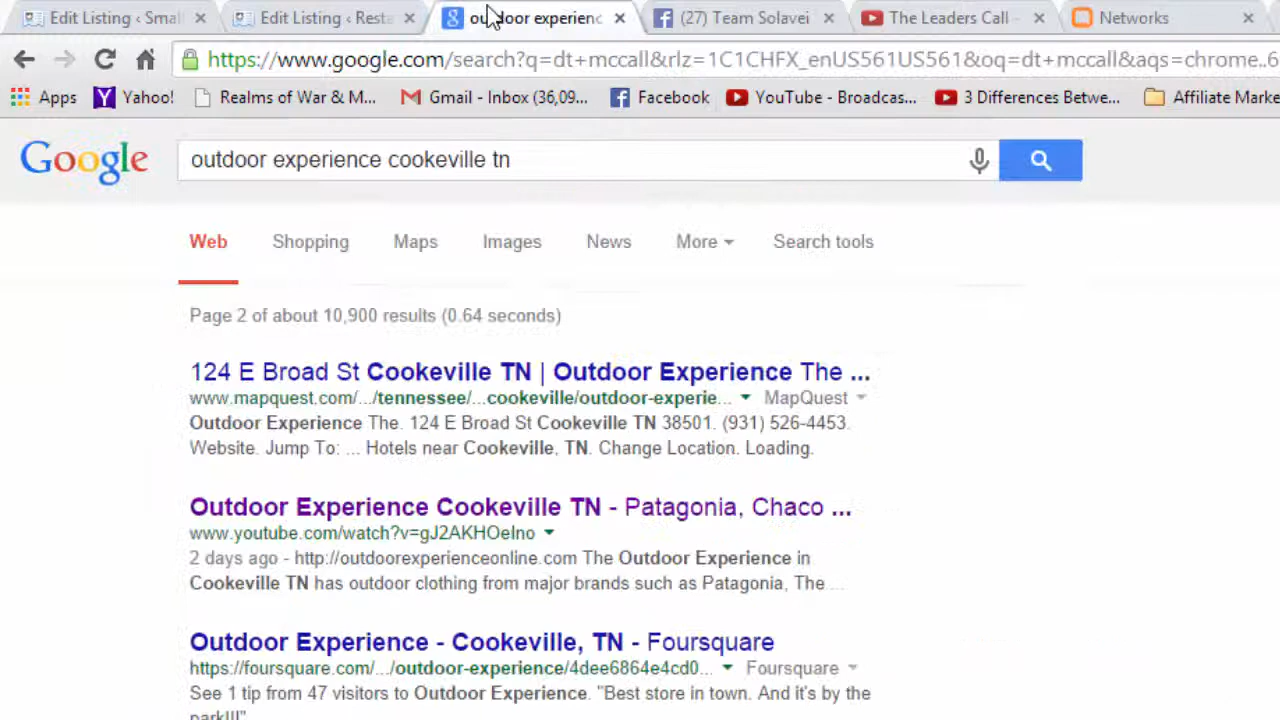 Edit Listing ‹ Small
Edit Listing ‹ Resta
outdoor experienc
(27) Team Solavei
The Leaders Call -
Networks
https://www.google.com/search?q=dt+mccall&rlz=1C1CHFX_enUS561US561&oq=dt+mccall&aqs=chrome..6
Apps
Yahoo!
Realms of War & M...
Gmail - Inbox (36,09...
Facebook
YouTube - Broadcas...
3 Differences Betwe...
Affiliate Marke
Google
outdoor experience cookeville tn
Web
Shopping
Maps
Images
News
More
Search tools
Page 2 of about 10,900 results (0.64 seconds)
124 E Broad St Cookeville TN | Outdoor Experience The ...
www.mapquest.com/.../tennessee/...cookeville/outdoor-experie... MapQuest
Outdoor Experience The. 124 E Broad St Cookeville TN 38501. (931) 526-4453.
Website. Jump To: ... Hotels near Cookeville, TN. Change Location. Loading.
Outdoor Experience Cookeville TN - Patagonia, Chaco ...
www.youtube.com/watch?v=gJ2AKHOeIno
2 days ago - http://outdoorexperienceonline.com The Outdoor Experience in
Cookeville TN has outdoor clothing from major brands such as Patagonia, The ...
Outdoor Experience - Cookeville, TN - Foursquare
https://foursquare.com/.../outdoor-experience/4dee6864e4cd0... Foursquare
See 1 tip from 47 visitors to Outdoor Experience. "Best store in town. And it's by the
park!!!"